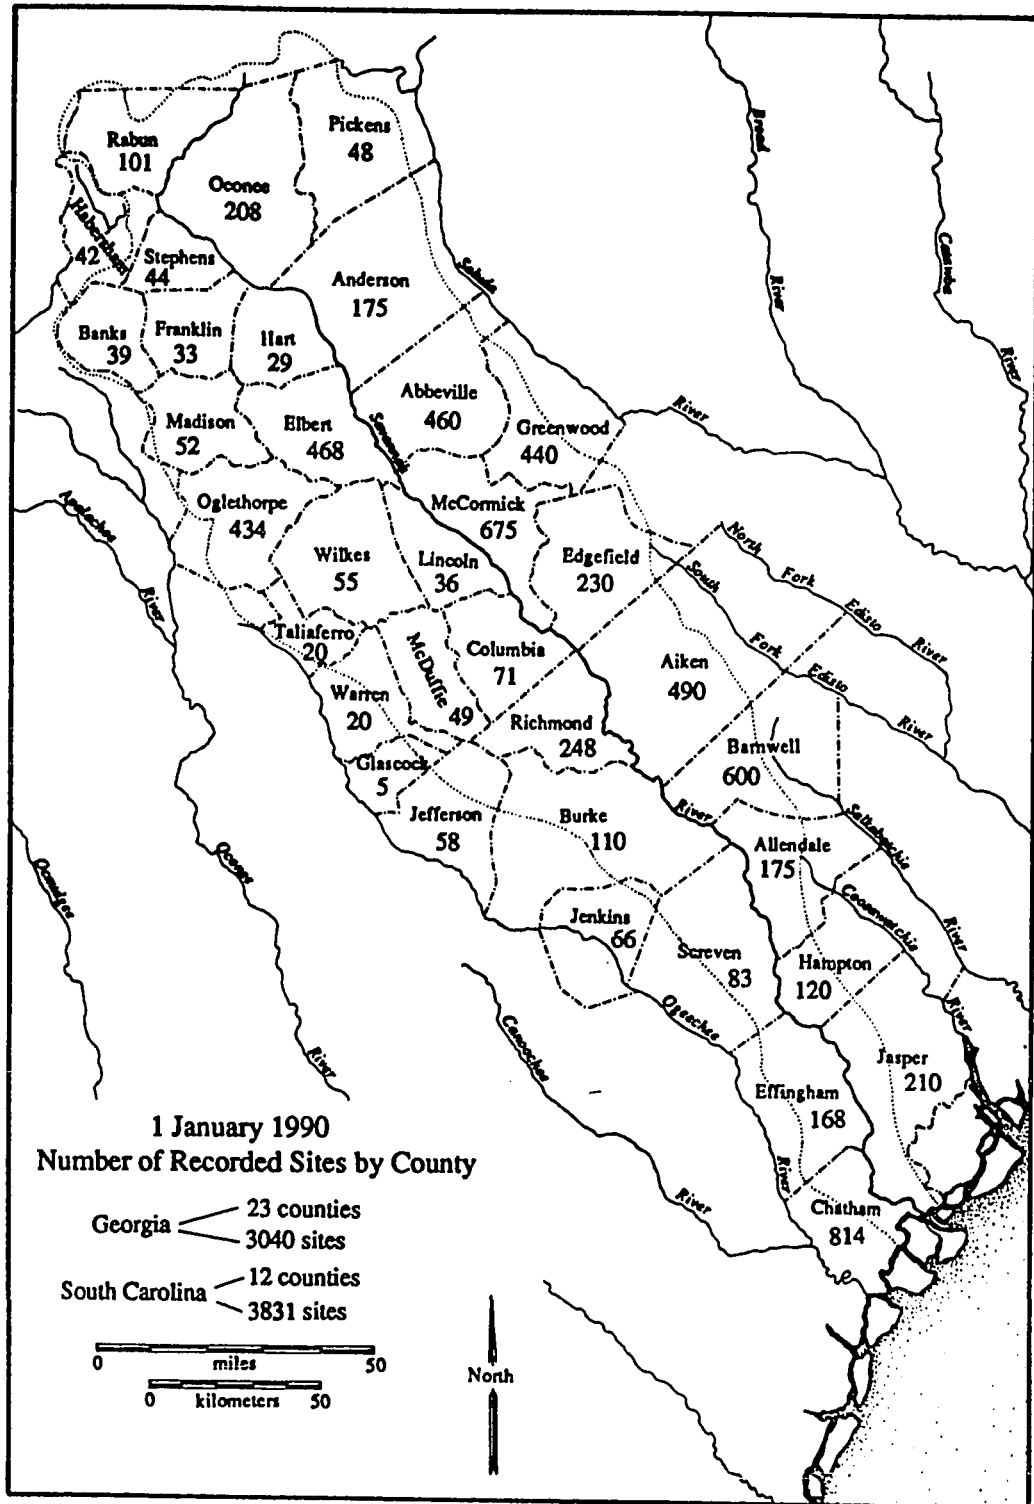 Rabun
101
Pickens
48
Oconee
208
Habersham
42
Stephens
44
Anderson
175
Banks
39
Franklin
33
Hart
29
Abbeville
460
Greenwood
440
Madison
52
Elbert
468
Oglethorpe
434
McCormick
675
Wilkes
55
Lincoln
36
Edgefield
230
Taliaferro
20
McDuffie
49
Columbia
71
Aiken
490
Warren
20
Richmond
248
Barnwell
600
Glascock
5
Jefferson
58
Burke
110
Allendale
175
Jenkins
66
Screven
83
Hampton
120
Jasper
210
Effingham
168
Chatham
814
Broad
River
Catawba
River
Saluda
River
Savannah
River
North
Fork
Edisto
River
South
Fork
Edisto
River
Salkehatchie
River
Coosawhatchie
River
Apalachee
River
Oconee
River
Ocmulgee
Ogeechee
River
Canoochee
River
1 January 1990
Number of Recorded Sites by County
Georgia
23 counties
3040 sites
South Carolina
12 counties
3831 sites
0 miles 50
0 kilometers 50
North